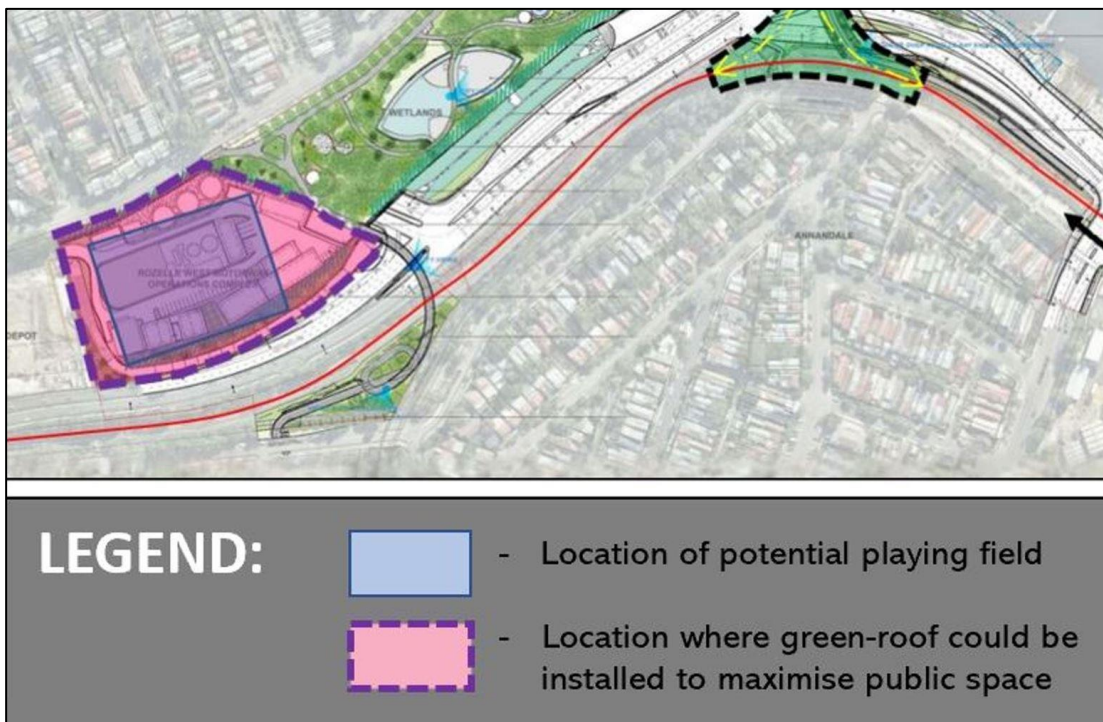 WETLANDS
ROZELLE WEST MOTORWAY
OPERATIONS COMPLEX
ANNANDALE
DEPOT
LEGEND:
- Location of potential playing field
- Location where green-roof could be
installed to maximise public space